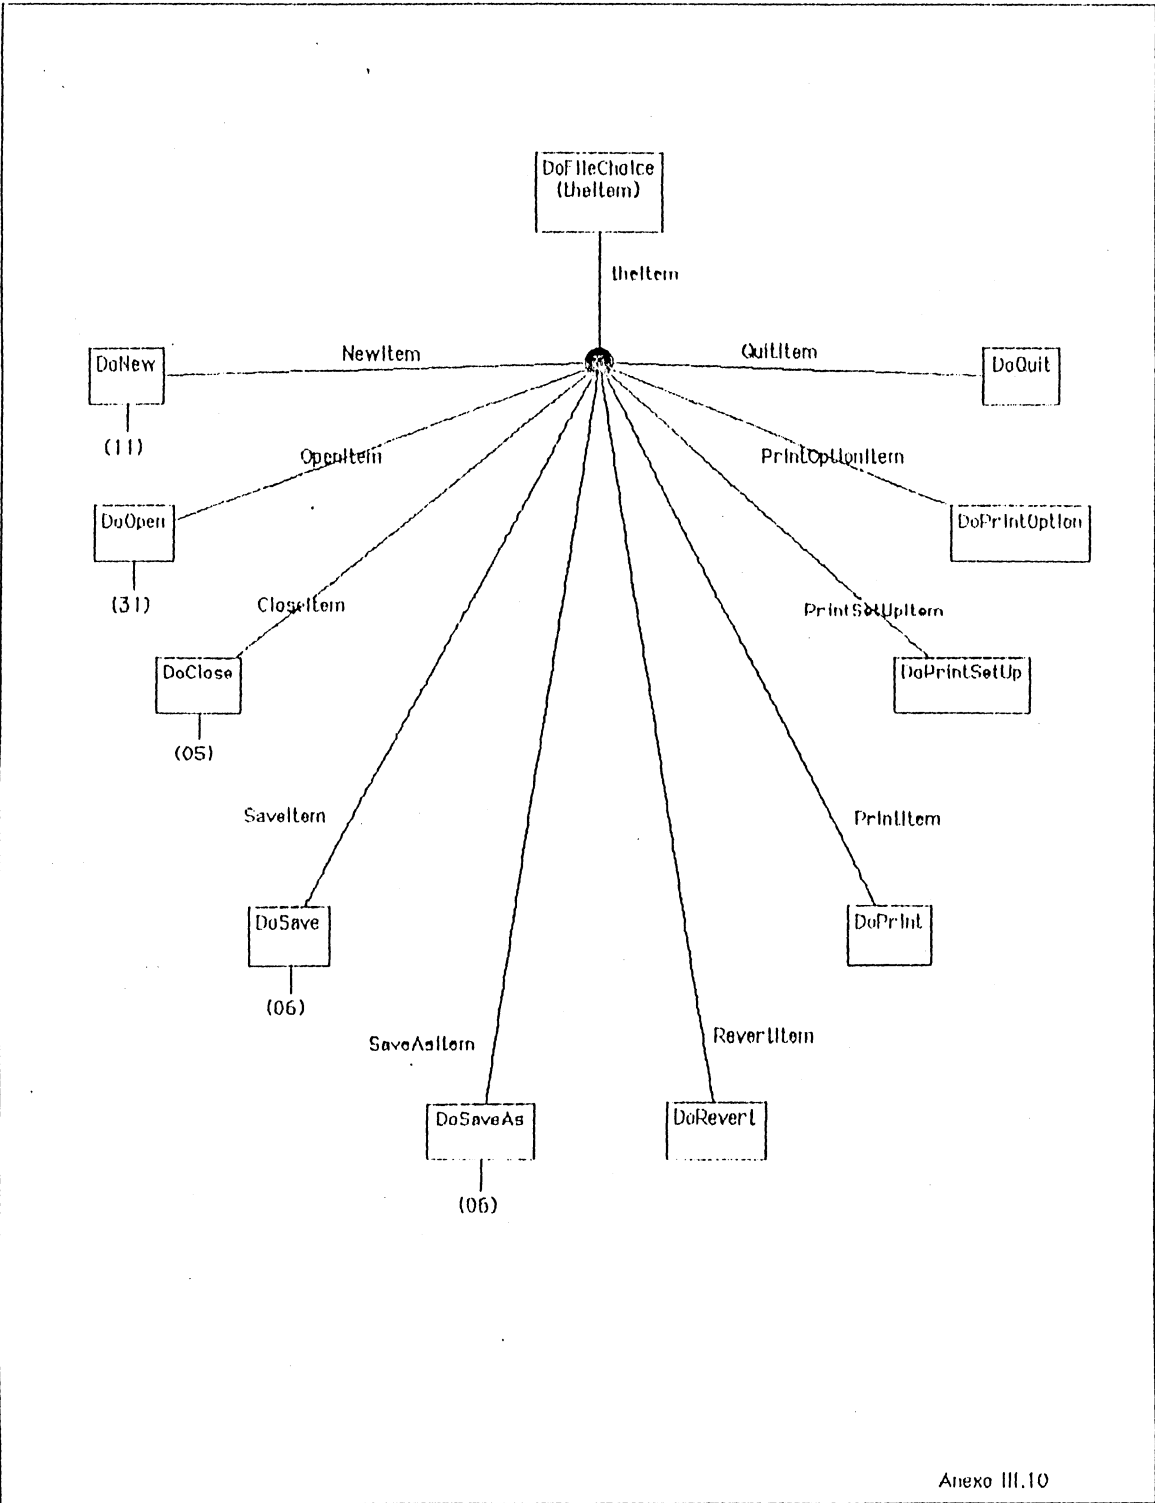 DoFileChoice
(theItem)
theItem
NewItem
QuitItem
DoNew
DoQuit
(11)
OpenItem
PrintOptionItem
DoOpen
DoPrintOption
(31)
CloseItem
PrintSetUpItem
DoClose
DoPrintSetUp
(05)
SaveItem
PrintItem
DoSave
DoPrint
(06)
SaveAsItem
RevertItem
DoSaveAs
DoRevert
(06)
Anexo III.10